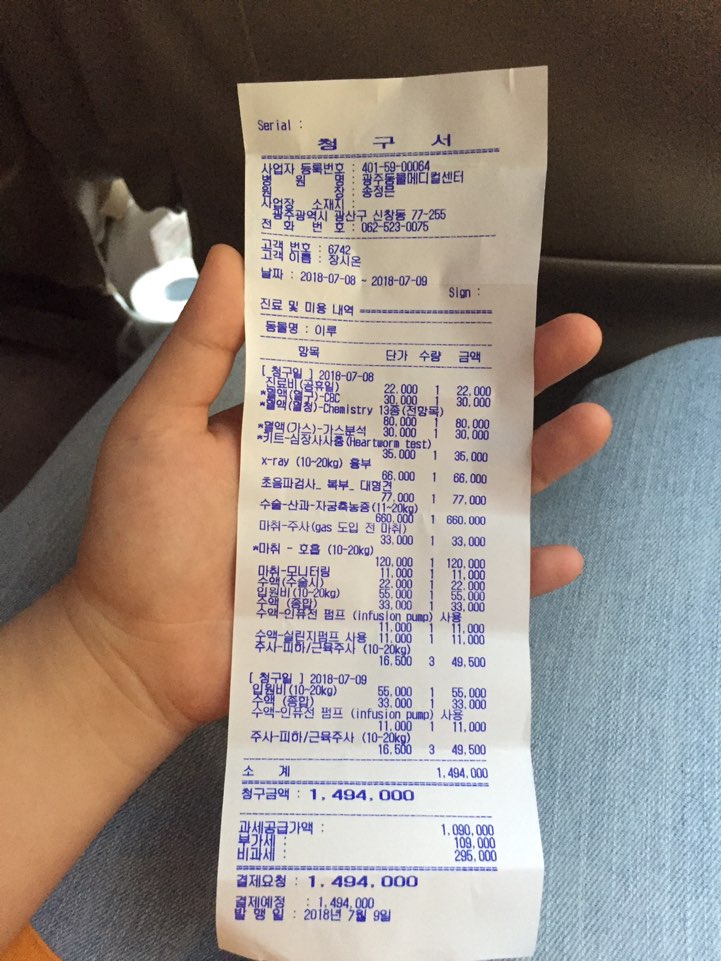 Serial :
청 구 서
사업자 등록번호 : 401-59-00064
병 원 명 : 광주동물메디컬센터
원 장 : 송정은
사업장 소재지 :
광주광역시 광산구 신창동 77-255
전 화 번 호 : 062-523-0075
고객 번호 : 6742
고객 이름 : 장시온
날짜 : 2018-07-08 ~ 2018-07-09
Sign :
진료 및 미용 내역
동물명 : 이루
항목 단가 수량 금액
[ 청구일 ] 2018-07-08
진료비(공휴일) 22,000 1 22,000
*혈액(혈구)-CBC 30,000 1 30,000
*혈액(혈청)-Chemistry 13종(전항목)
80,000 1 80,000
*혈액(가스)-가스분석 30,000 1 30,000
*키트-심장사상충(Heartworm test)
35,000 1 35,000
x-ray (10-20kg) 흉부
66,000 1 66,000
초음파검사_ 복부_ 대형견
77,000 1 77,000
수술-산과-자궁축농증(11~20kg)
660,000 1 660,000
마취-주사(gas 도입 전 마취)
33,000 1 33,000
*마취 - 호흡 (10-20kg)
120,000 1 120,000
마취-모니터링 11,000 1 11,000
수액(수술시) 22,000 1 22,000
입원비(10-20kg) 55,000 1 55,000
수액 (종합) 33,000 1 33,000
수액-인퓨전 펌프 (infusion pump) 사용
11,000 1 11,000
수액-실린지펌프 사용 11,000 1 11,000
주사-피하/근육주사 (10-20kg)
16,500 3 49,500
[ 청구일 ] 2018-07-09
입원비(10-20kg) 55,000 1 55,000
수액 (종합) 33,000 1 33,000
수액-인퓨전 펌프 (infusion pump) 사용
11,000 1 11,000
주사-피하/근육주사 (10-20kg)
16,500 3 49,500
소 계 1,494,000
청구금액 : 1,494,000
과세공급가액 : 1,090,000
부가세 : 109,000
비과세 : 295,000
결제요청 : 1,494,000
결제예정 : 1,494,000
발 행 일 : 2018년 7월 9일